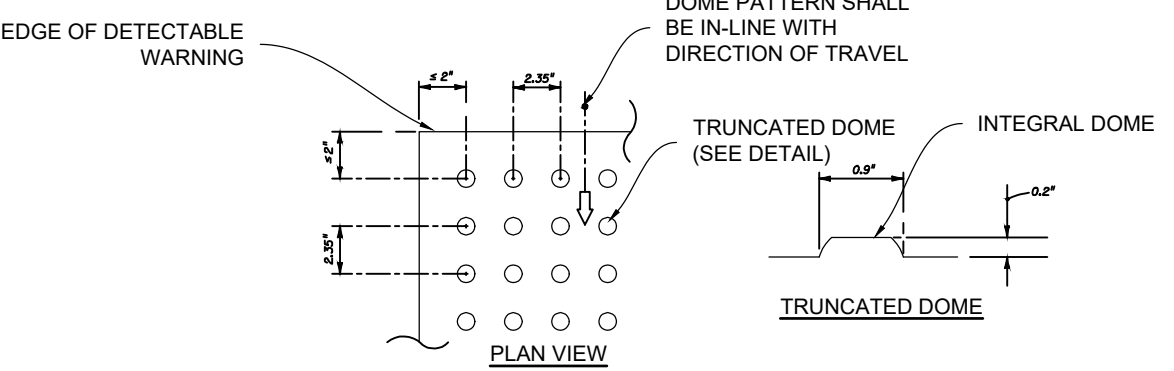 DOME PATTERN SHALL
BE IN-LINE WITH
DIRECTION OF TRAVEL
EDGE OF DETECTABLE
WARNING
≤ 2"
2.35"
≤ 2"
2.35"
TRUNCATED DOME
(SEE DETAIL)
INTEGRAL DOME
0.9"
0.2"
TRUNCATED DOME
PLAN VIEW